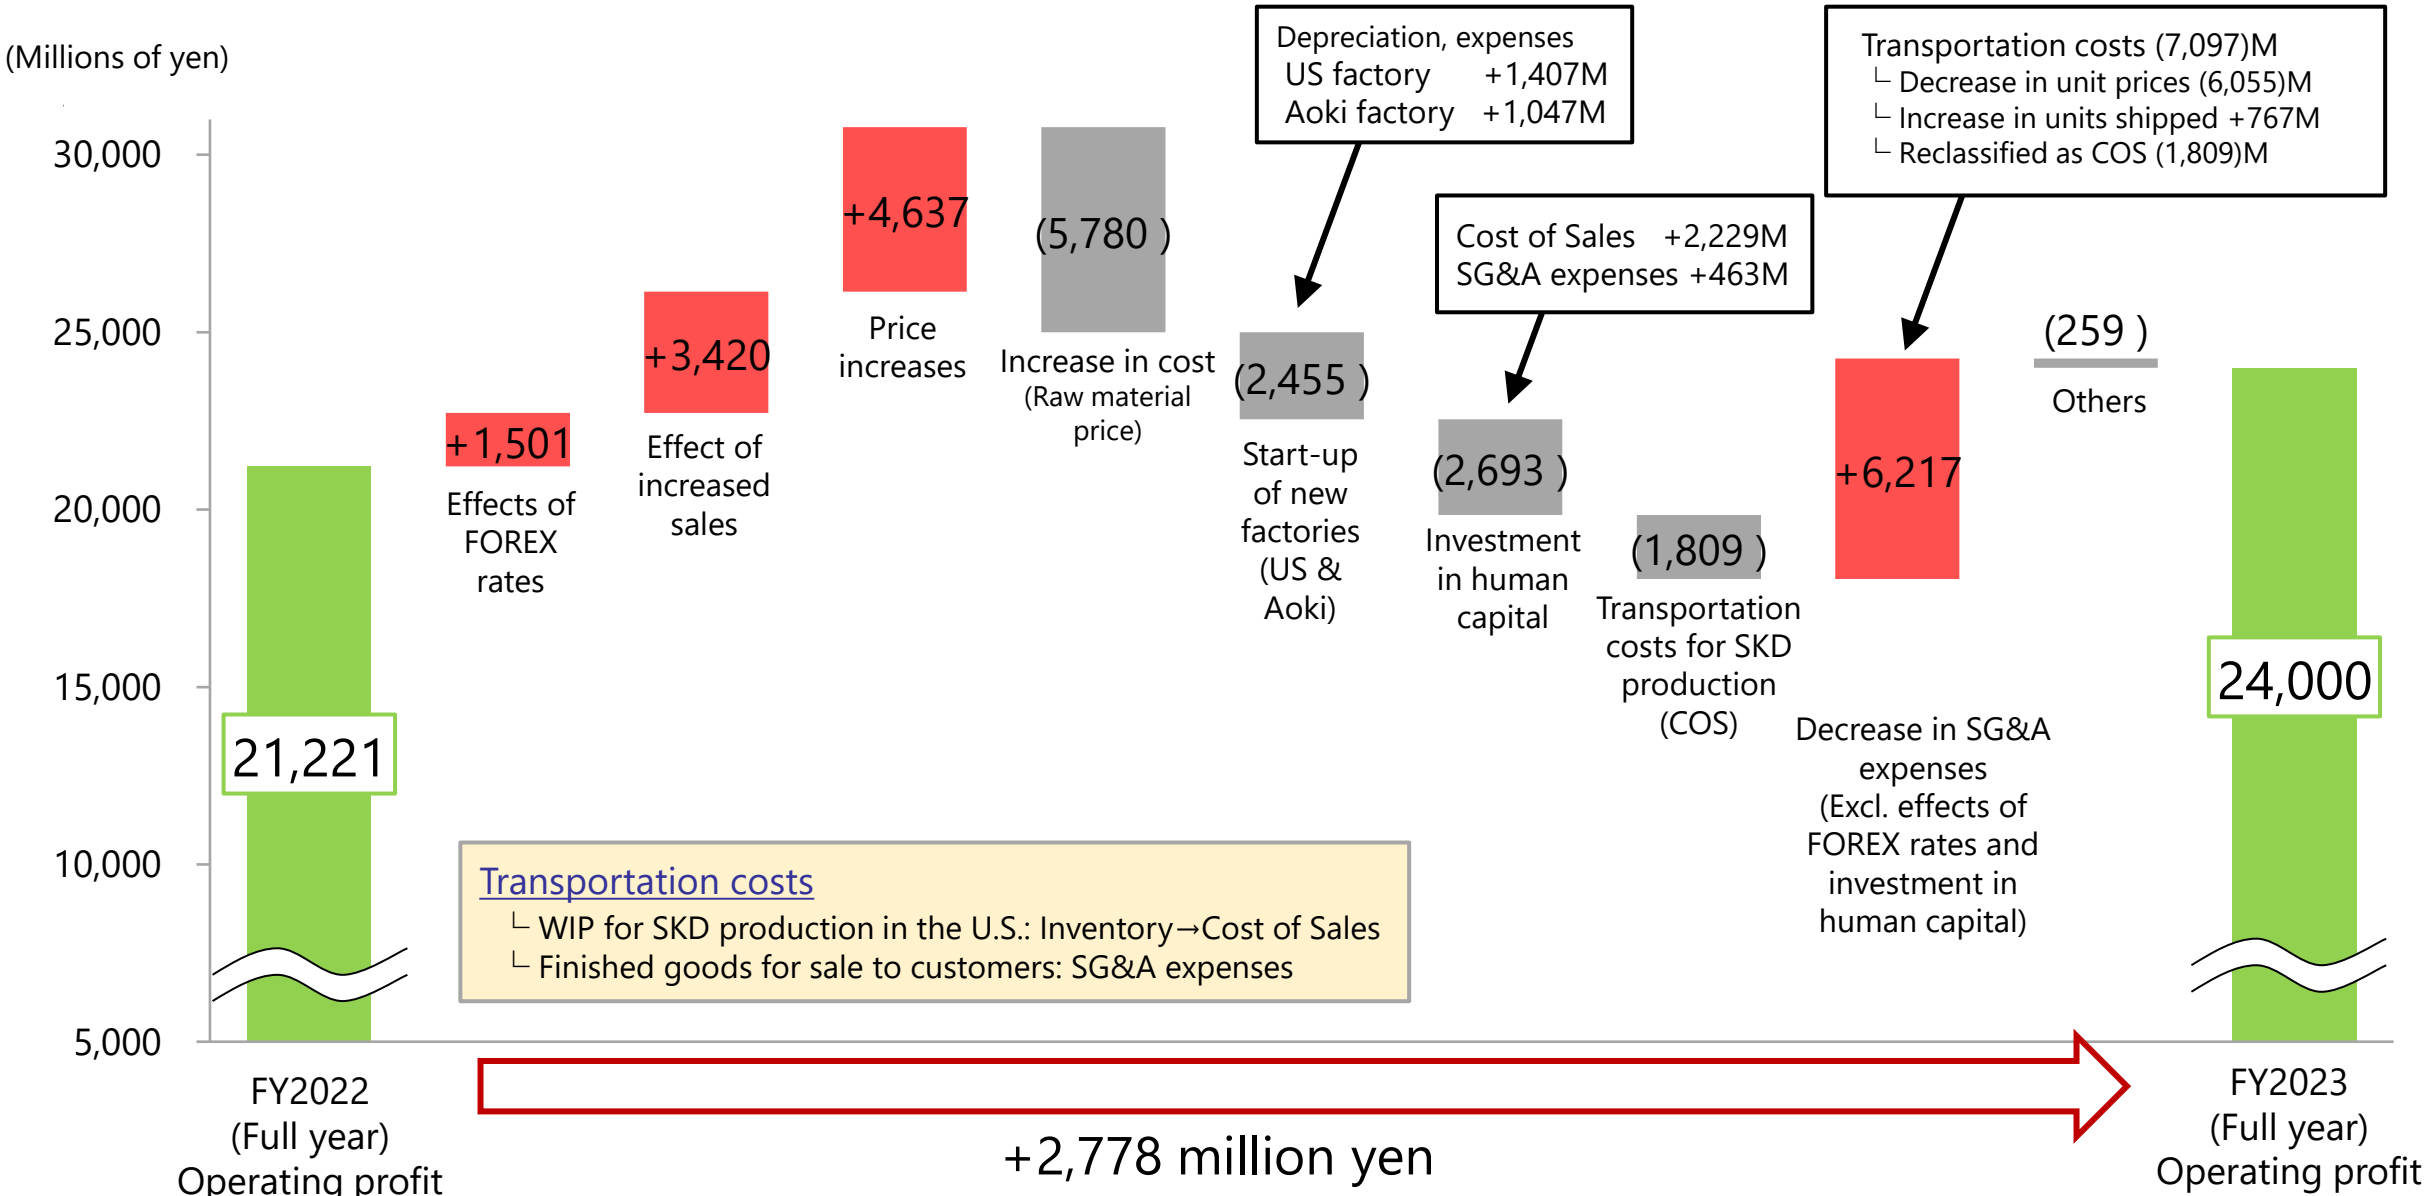 (Millions of yen)
30,000
25,000
20,000
15,000
10,000
5,000
21,221
FY2022
(Full year)
Operating profit
+1,501
Effects of
FOREX
rates
+3,420
Effect of
increased
sales
+4,637
Price
increases
(5,780 )
Increase in cost
(Raw material
price)
Depreciation, expenses
US factory +1,407M
Aoki factory +1,047M
(2,455 )
Start-up
of new
factories
(US &
Aoki)
Cost of Sales +2,229M
SG&A expenses +463M
(2,693 )
Investment
in human
capital
(1,809 )
Transportation
costs for SKD
production
(COS)
Transportation costs (7,097)M
└ Decrease in unit prices (6,055)M
└ Increase in units shipped +767M
└ Reclassified as COS (1,809)M
+6,217
Decrease in SG&A
expenses
(Excl. effects of
FOREX rates and
investment in
human capital)
(259 )
Others
24,000
FY2023
(Full year)
Operating profit
Transportation costs
└ WIP for SKD production in the U.S.: Inventory→Cost of Sales
└ Finished goods for sale to customers: SG&A expenses
+2,778 million yen